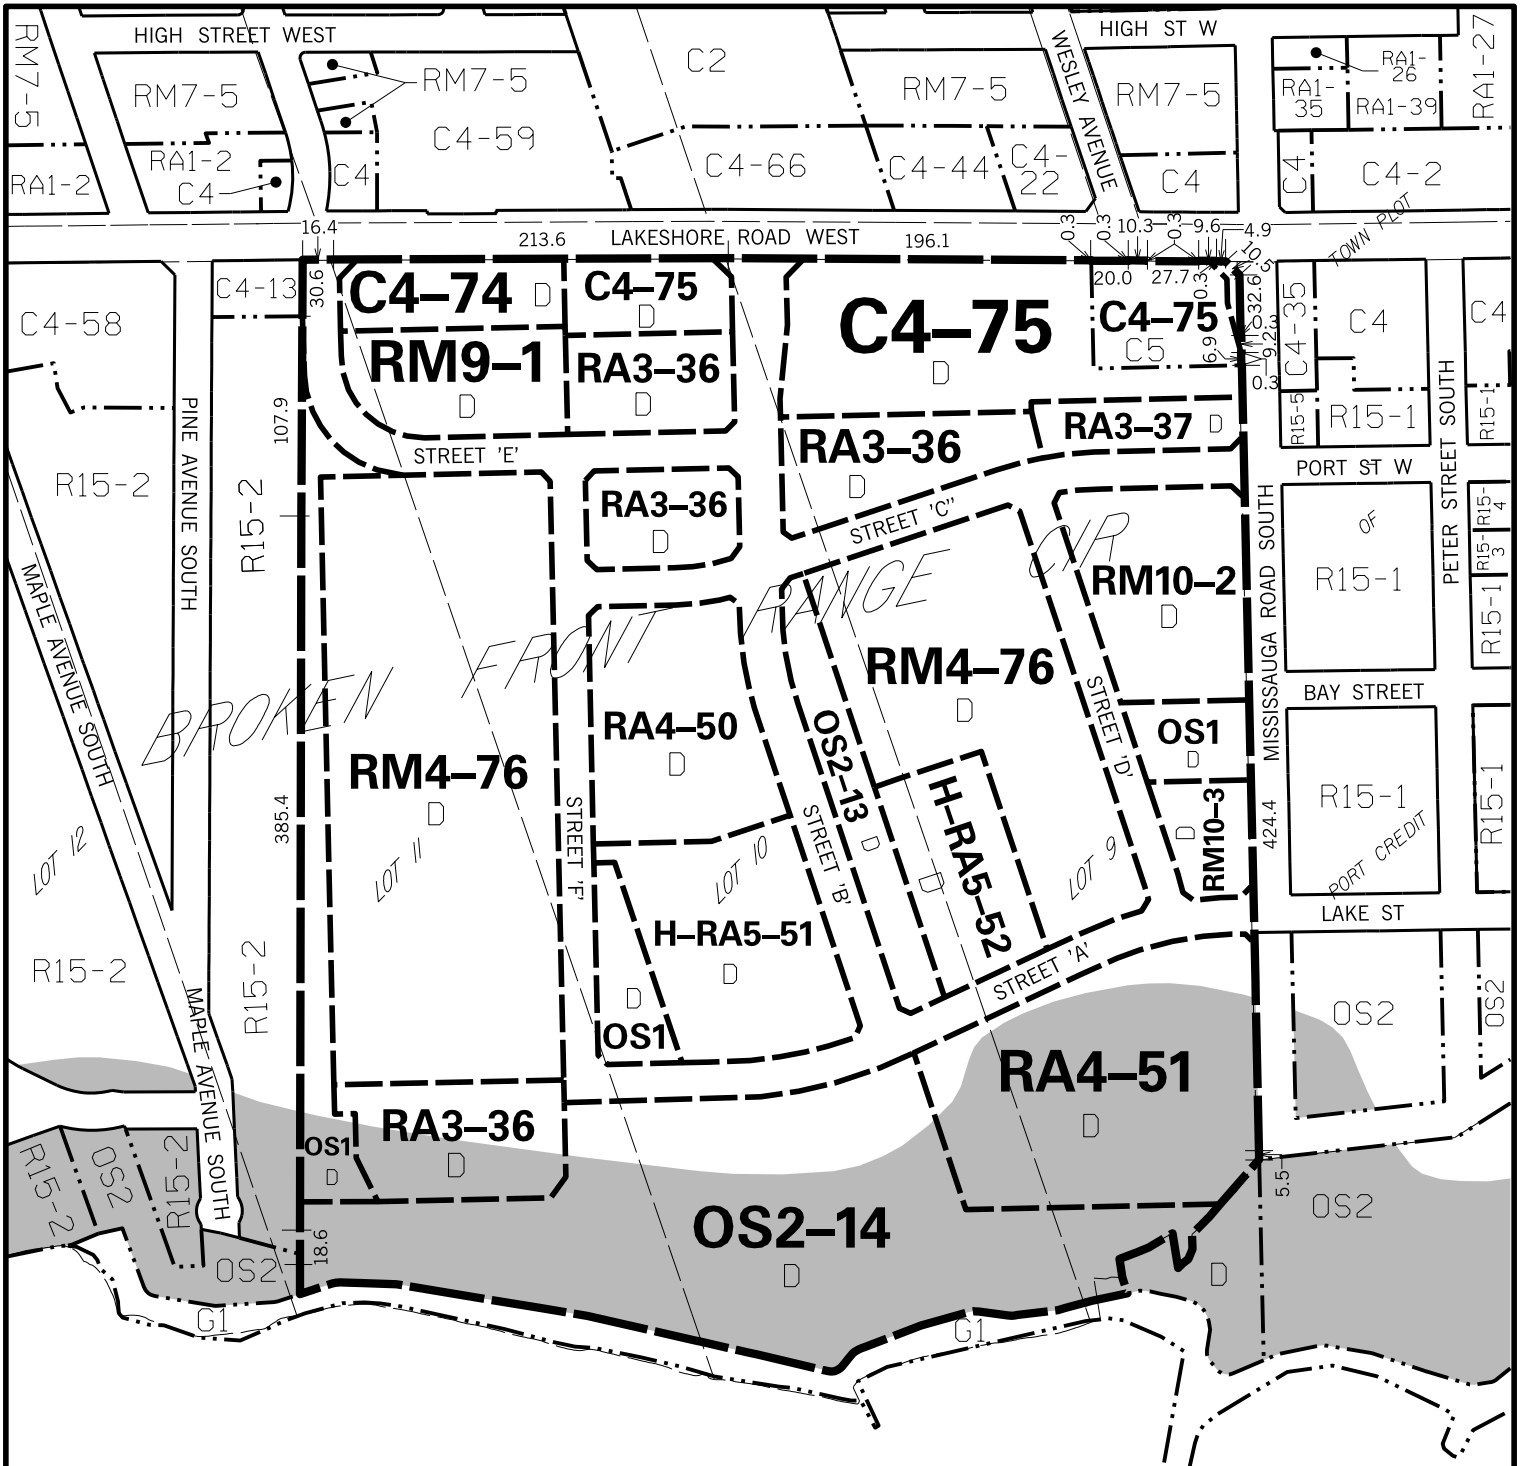 HIGH STREET WEST
HIGH ST W
RM7-5
RM7-5
RM7-5
C4-59
C2
RM7-5
WESLEY AVENUE
RM7-5
RA1-
35
RA1-
26
RA1-39
RA1-27
RA1-2
RA1-2
C4
C4
C4-66
C4-44
C4-
22
C4
C4
C4-2
TOWN PLOT
16.4
213.6
LAKESHORE ROAD WEST
196.1
0.3
0.3
10.3
0.3
9.6
4.9
10.5
20.0
27.7
0.3
32.6
0.3
9.2
6.9
0.3
30.6
C4-13
C4-58
C4–74
D
C4–75
D
C4–75
D
C4–75
C5
C4-35
C4
C4
RM9–1
D
RA3–36
D
RA3–36
D
RA3–37
D
R15-5
R15-1
R15-1
PORT ST W
PETER STREET SOUTH
107.9
STREET 'E'
PINE AVENUE SOUTH
R15-2
R15-2
RA3–36
D
STREET 'C''
MISSISSAUGA ROAD SOUTH
OF
R15-1
R15-
4
R15-
3
R15-1
BROKEN FRONT RANGE CIR
RM10–2
D
MAPLE AVENUE SOUTH
RM4–76
D
RA4–50
D
OS2–13
D
RM4–76
D
STREET 'D'
OS1
D
BAY STREET
R15-1
R15-1
385.4
STREET 'F'
STREET 'B'
H–RA5–52
D
RM10–3
D
424.4
PORT CREDIT
LOT 12
LOT 11
LOT 10
LOT 9
LAKE ST
H–RA5–51
D
D
OS1
STREET 'A'
R15-2
R15-2
OS2
OS2
MAPLE AVENUE SOUTH
RA4–51
D
RA3–36
D
OS1
D
R15-2
OS2
R15-2
5.5
OS2
OS2–14
D
D
18.6
OS2
G1
G1